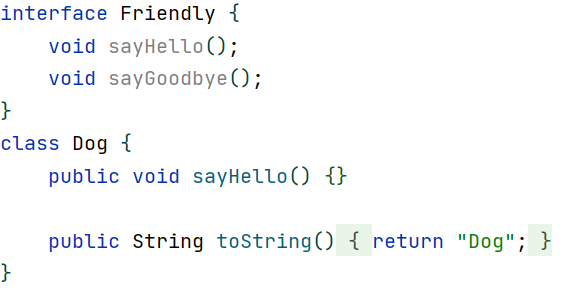 interface Friendly {
    void sayHello();
    void sayGoodbye();
}
class Dog {
    public void sayHello() {}

    public String toString() { return "Dog"; }
}